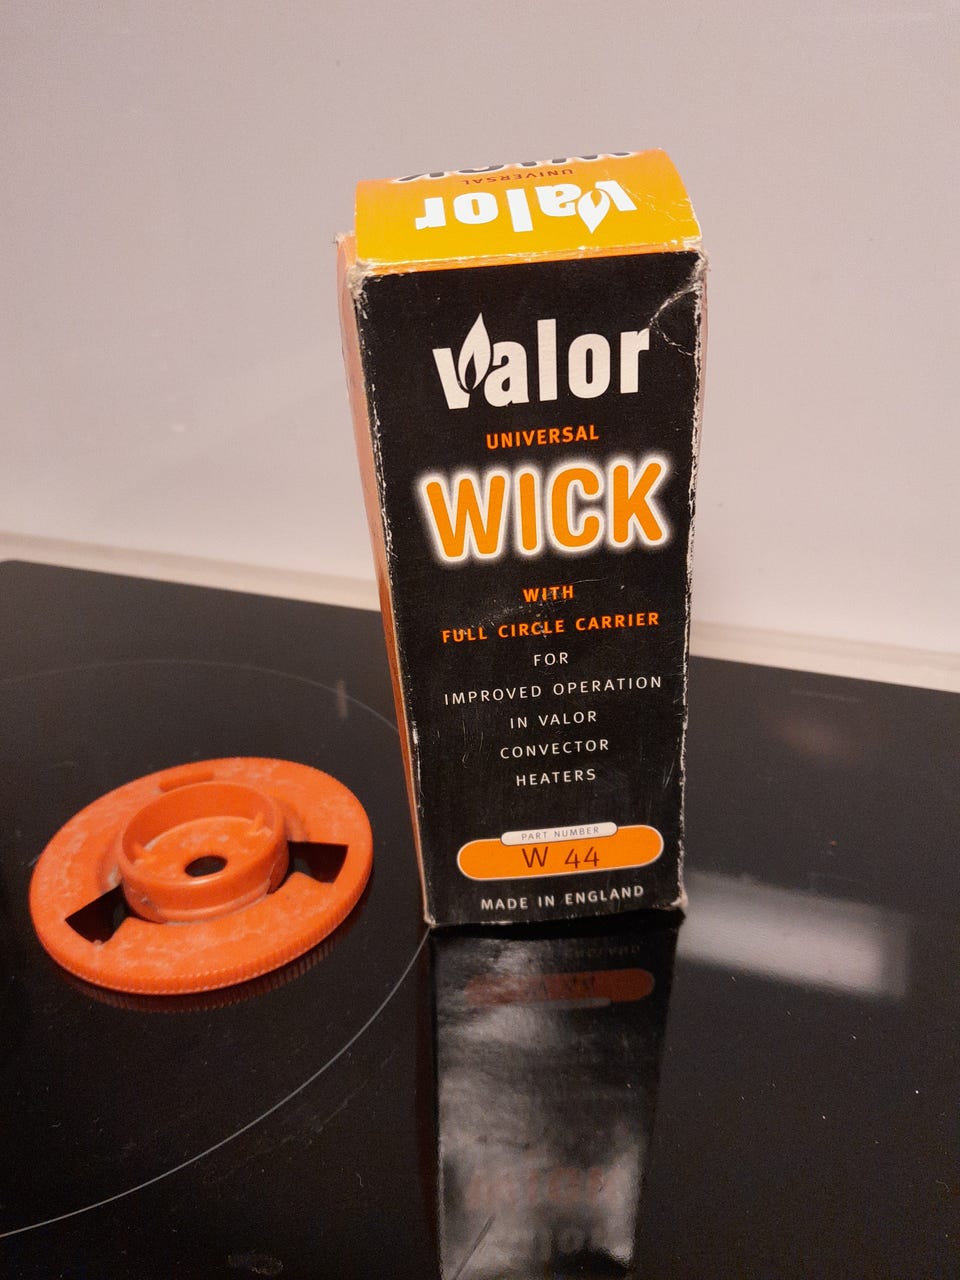 WICK
UNIVERSAL
Valor
Valor
UNIVERSAL
WICK
WITH
FULL CIRCLE CARRIER
FOR
IMPROVED OPERATION
IN VALOR
CONVECTOR
HEATERS
PART NUMBER
W 44
MADE IN ENGLAND